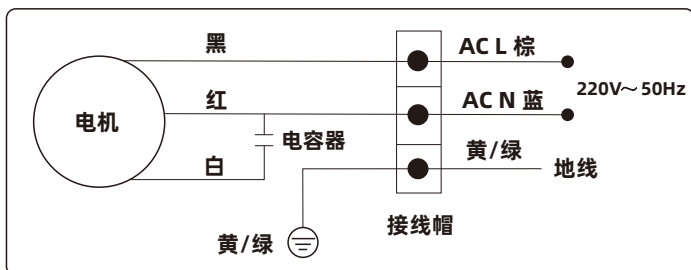 黑
AC L 棕
220V～50Hz
红
AC N 蓝
电机
电容器
黄/绿
白
地线
接线帽
黄/绿